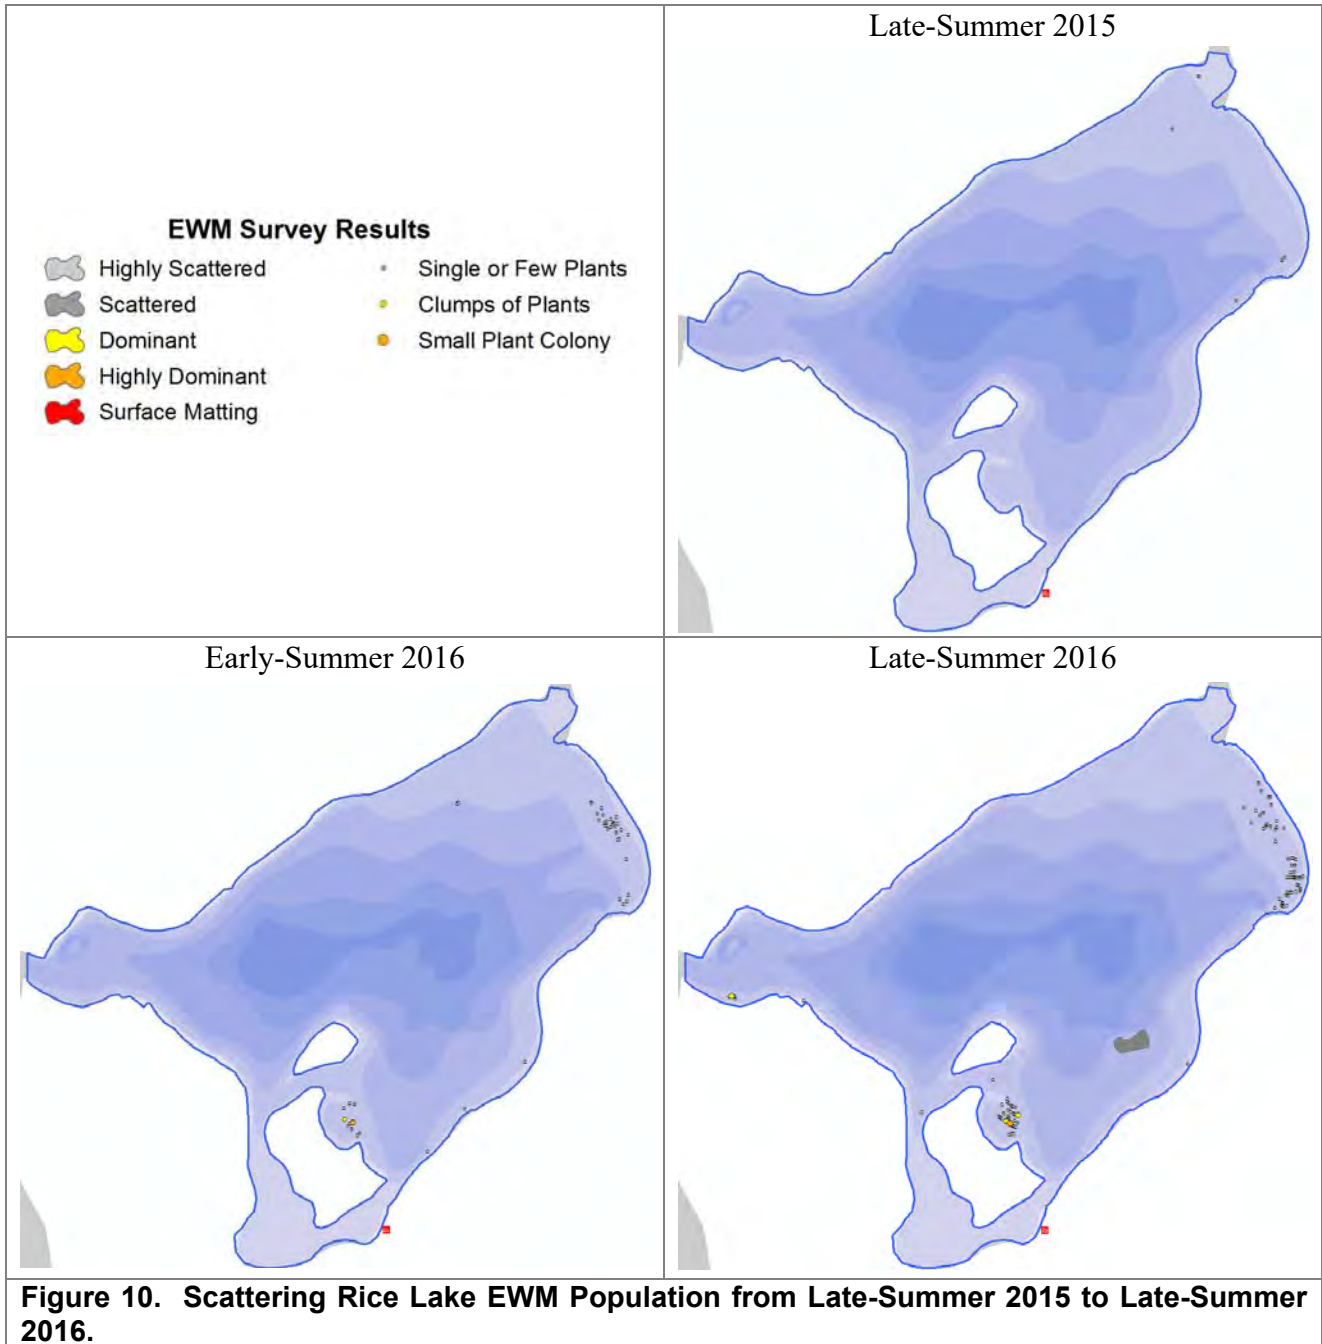 Late-Summer 2015
EWM Survey Results
Highly Scattered
Scattered
Dominant
Highly Dominant
Surface Matting
Single or Few Plants
Clumps of Plants
Small Plant Colony
Early-Summer 2016
Late-Summer 2016
Figure 10. Scattering Rice Lake EWM Population from Late-Summer 2015 to Late-Summer
2016.